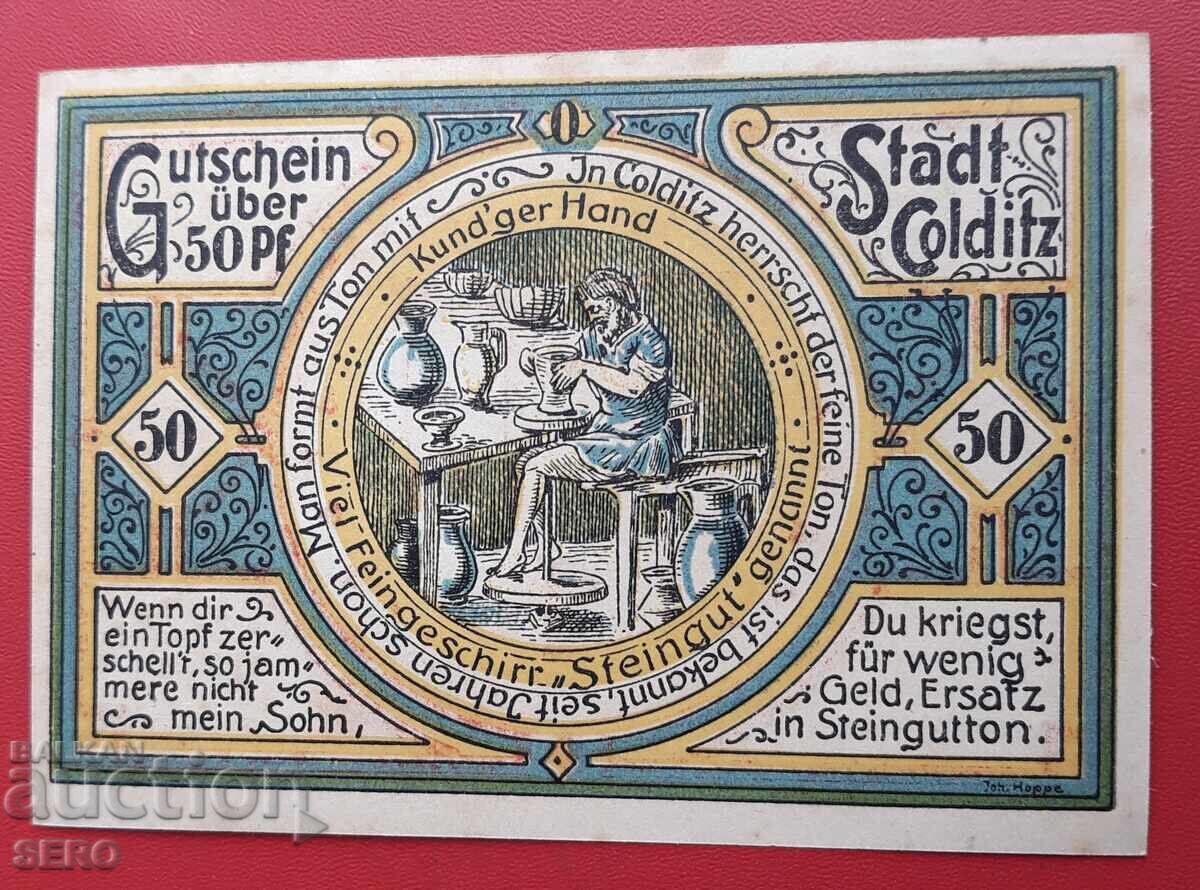 Gutschein
über
50 Pf
0
Stadt
Colditz
Jn Colditz herrscht der feine Ton, das ist bekannt, seit Jahren schon. Man formt aus Ton mit
Kund'ger Hand
Viel Feingeschirr „Steingut" genannt
50
50
Wenn dir
ein Topf zer„
schell't, so jam„
mere nicht
mein Sohn,
Du kriegst,
für wenig
Geld, Ersatz
in Steingutton.
Joh. Hoppe
BALKAN
auction
SERO